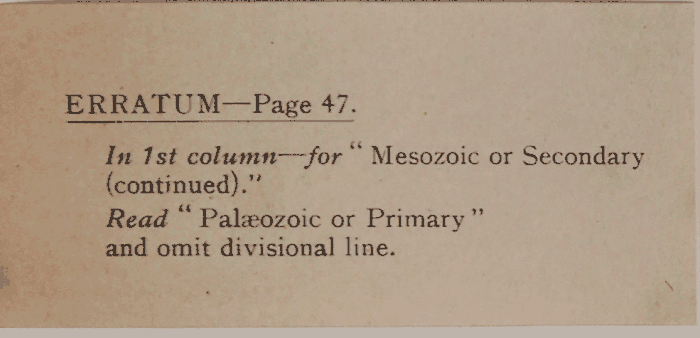 ERRATUM—Page 47.
In 1st column—for “ Mesozoic or Secondary
(continued).”
Read “ Palæozoic or Primary ”
and omit divisional line.